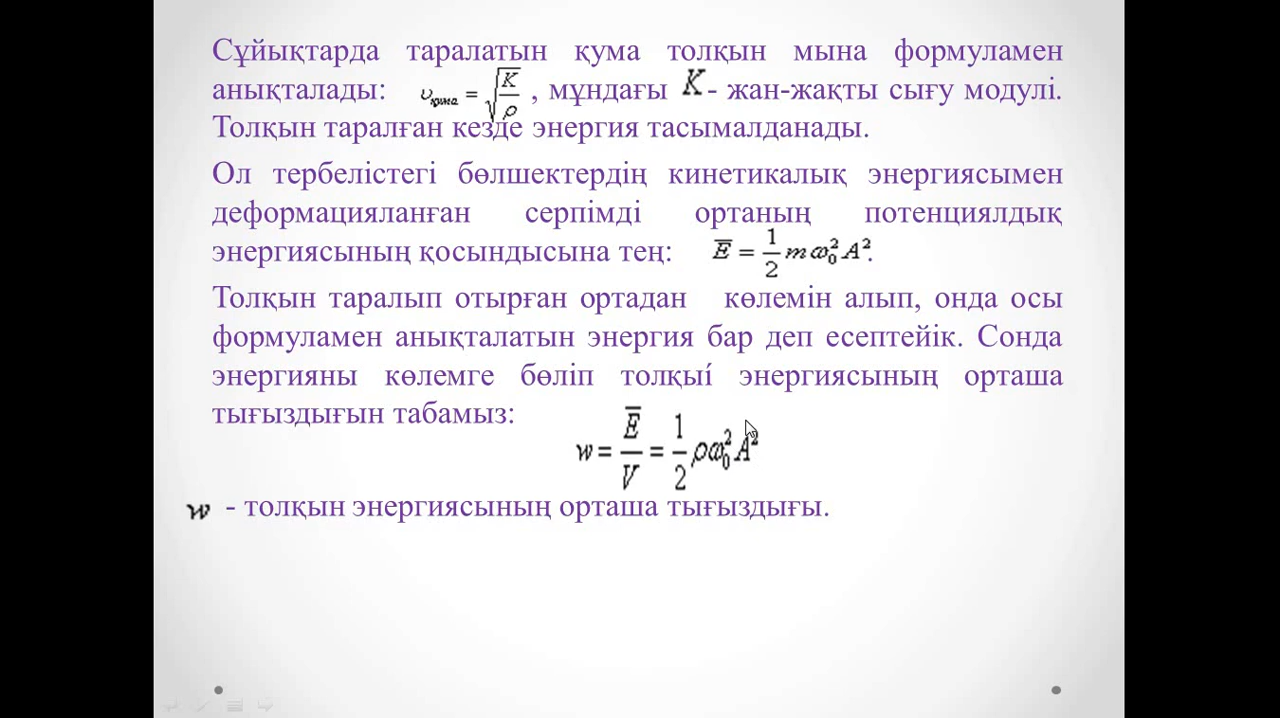 Сұйықтарда таралатын қума толқын мына формуламен
анықталады: υқума = √(K/ρ) , мұндағы K - жан-жақты сығу модулі.
Толқын таралған кезде энергия тасымалданады.
Ол тербелістегі бөлшектердің кинетикалық энергиясымен
деформацияланған серпімді ортаның потенциялдық
энергиясының қосындысына тең: E̅ = 1/2 mω₀²A².
Толқын таралып отырған ортадан көлемін алып, онда осы
формуламен анықталатын энергия бар деп есептейік. Сонда
энергияны көлемге бөліп толқыí энергиясының орташа
тығыздығын табамыз:
w = E̅/V = 1/2 ρω₀²A²
w - толқын энергиясының орташа тығыздығы.